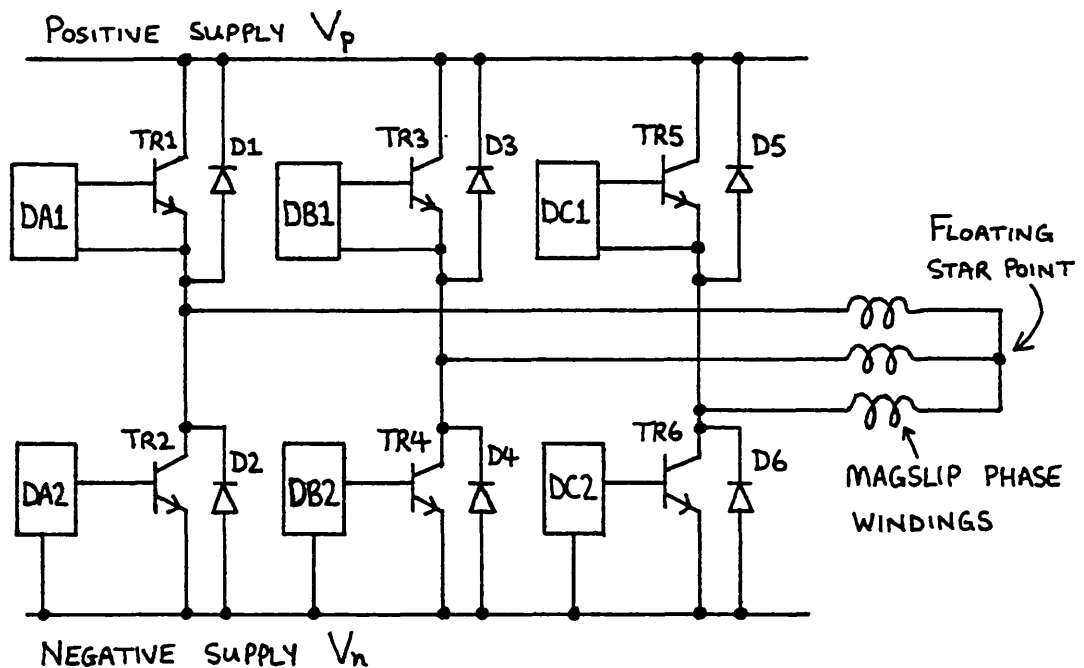 POSITIVE SUPPLY Vp
TR1
D1
TR3
D3
TR5
D5
DA1
DB1
DC1
FLOATING
STAR POINT
TR2
D2
TR4
D4
TR6
D6
DA2
DB2
DC2
MAGSLIP PHASE
WINDINGS
NEGATIVE SUPPLY Vn